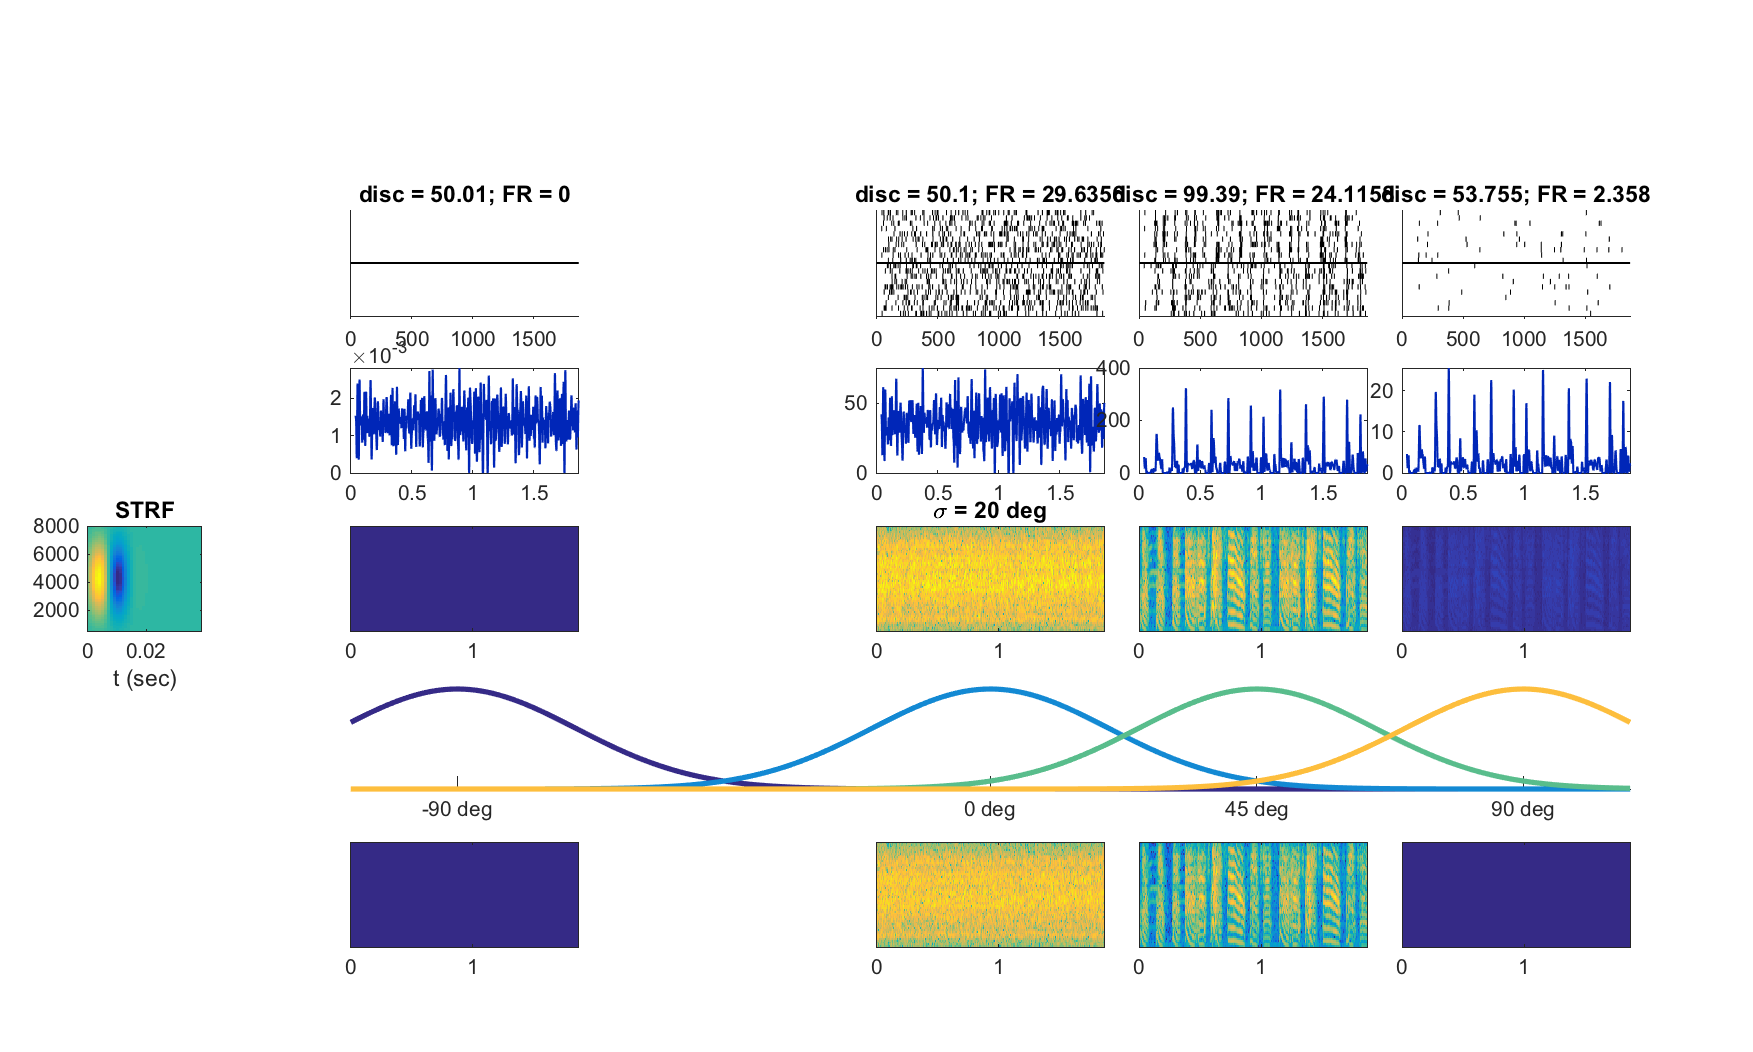 disc = 50.01; FR = 0
disc = 50.1; FR = 29.6356
disc = 99.39; FR = 24.1158
disc = 53.755; FR = 2.358
0 500 1000 1500
0 500 1000 1500
0 500 1000 1500
0 500 1000 1500
×10-3
2
1
0
0 0.5 1 1.5
50
0
0 0.5 1 1.5
400
200
0
0 0.5 1 1.5
20
10
0
0 0.5 1 1.5
STRF
8000
6000
4000
2000
0 0.02
t (sec)
σ = 20 deg
0 1
0 1
0 1
0 1
-90 deg
0 deg
45 deg
90 deg
0 1
0 1
0 1
0 1